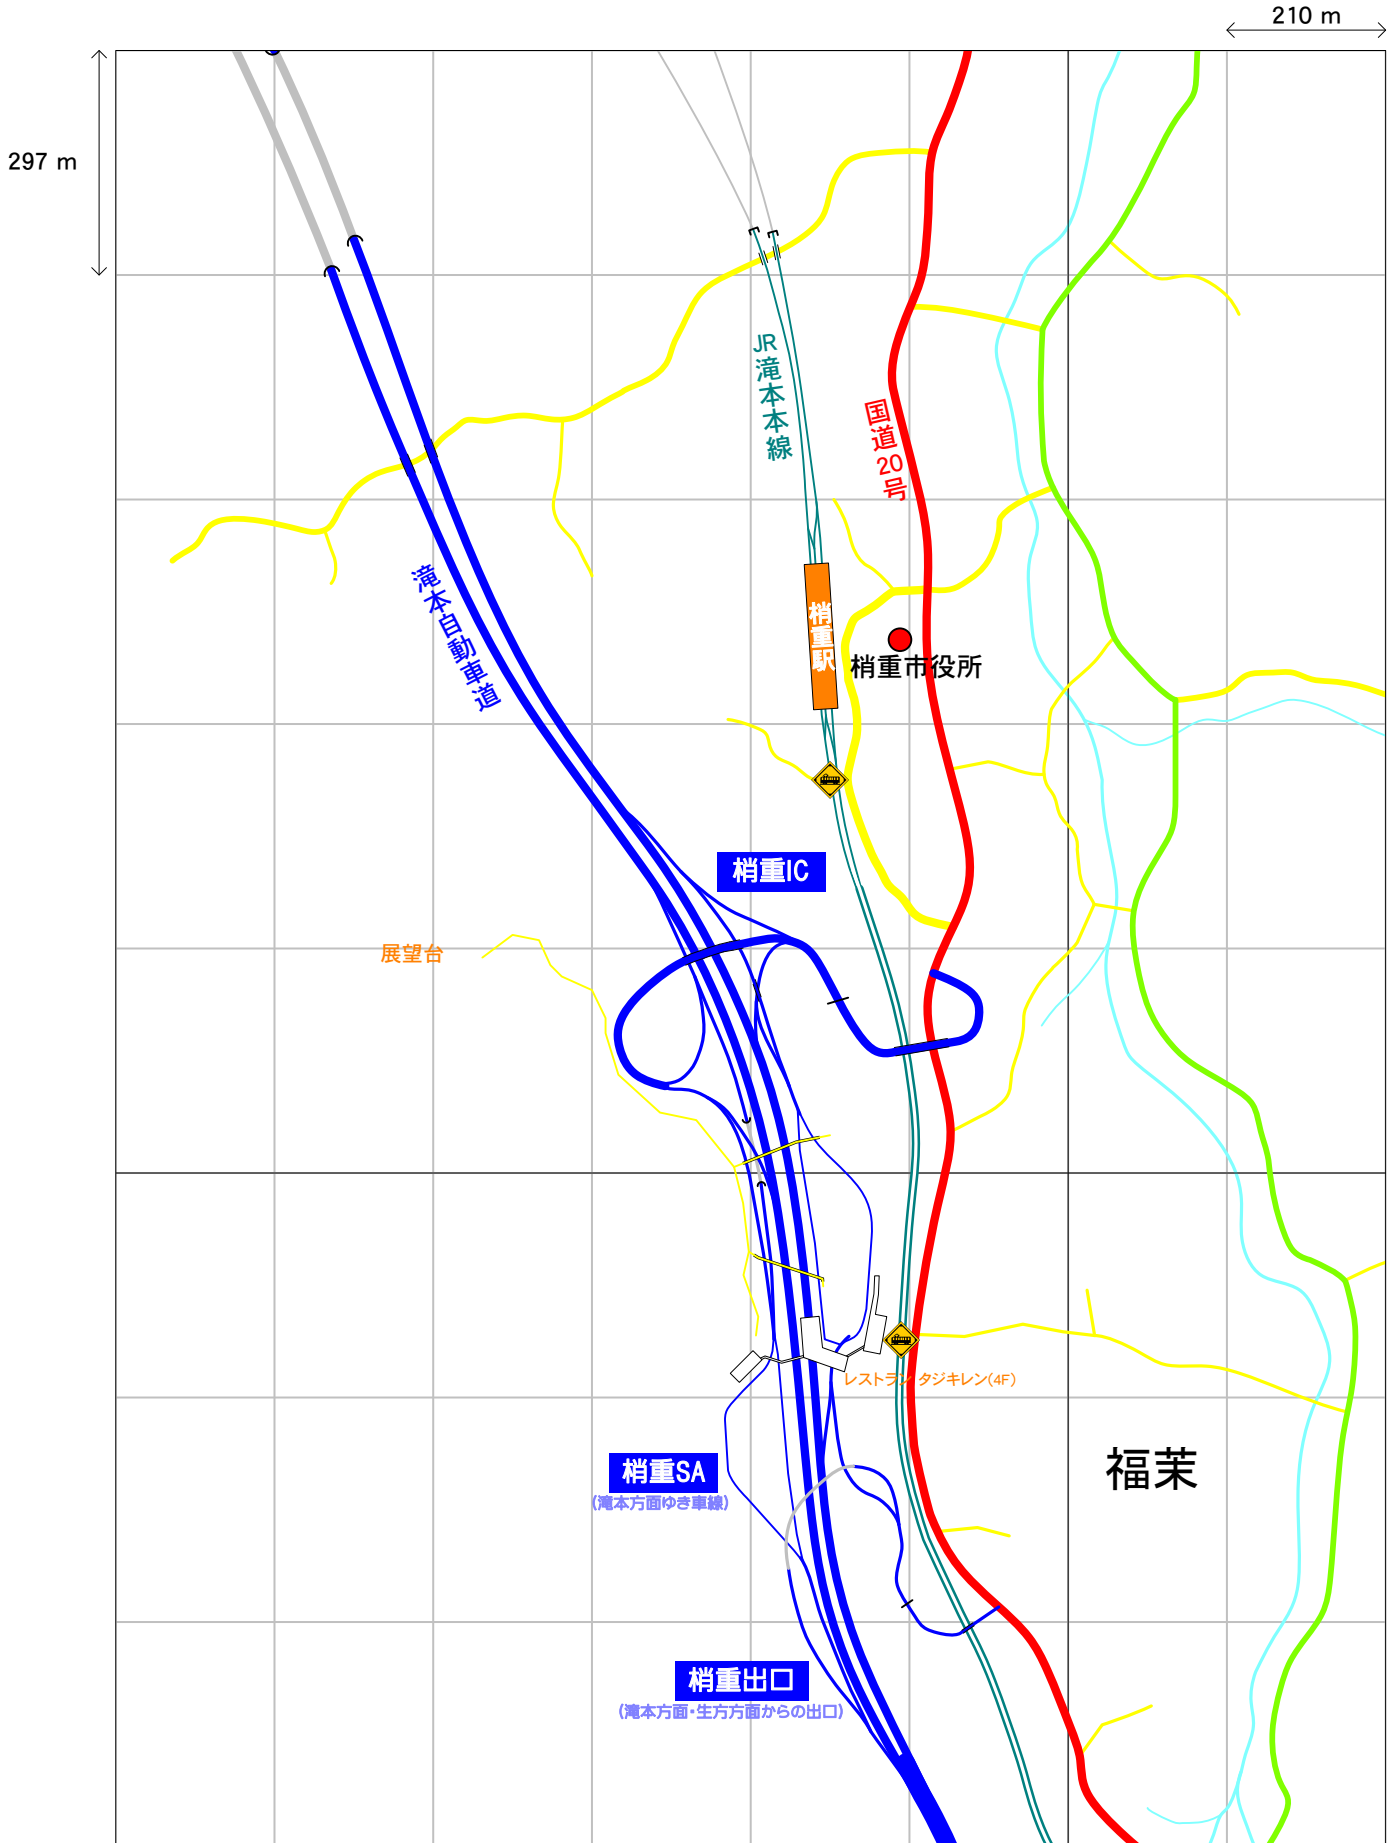 210 m
297 m
JR滝本本線
国道20号
滝本自動車道
梢重駅
梢重市役所
梢重IC
展望台
レストラン タジキレン(4F)
福茉
梢重SA
(滝本方面ゆき車線)
梢重出口
(滝本方面・生方方面からの出口)